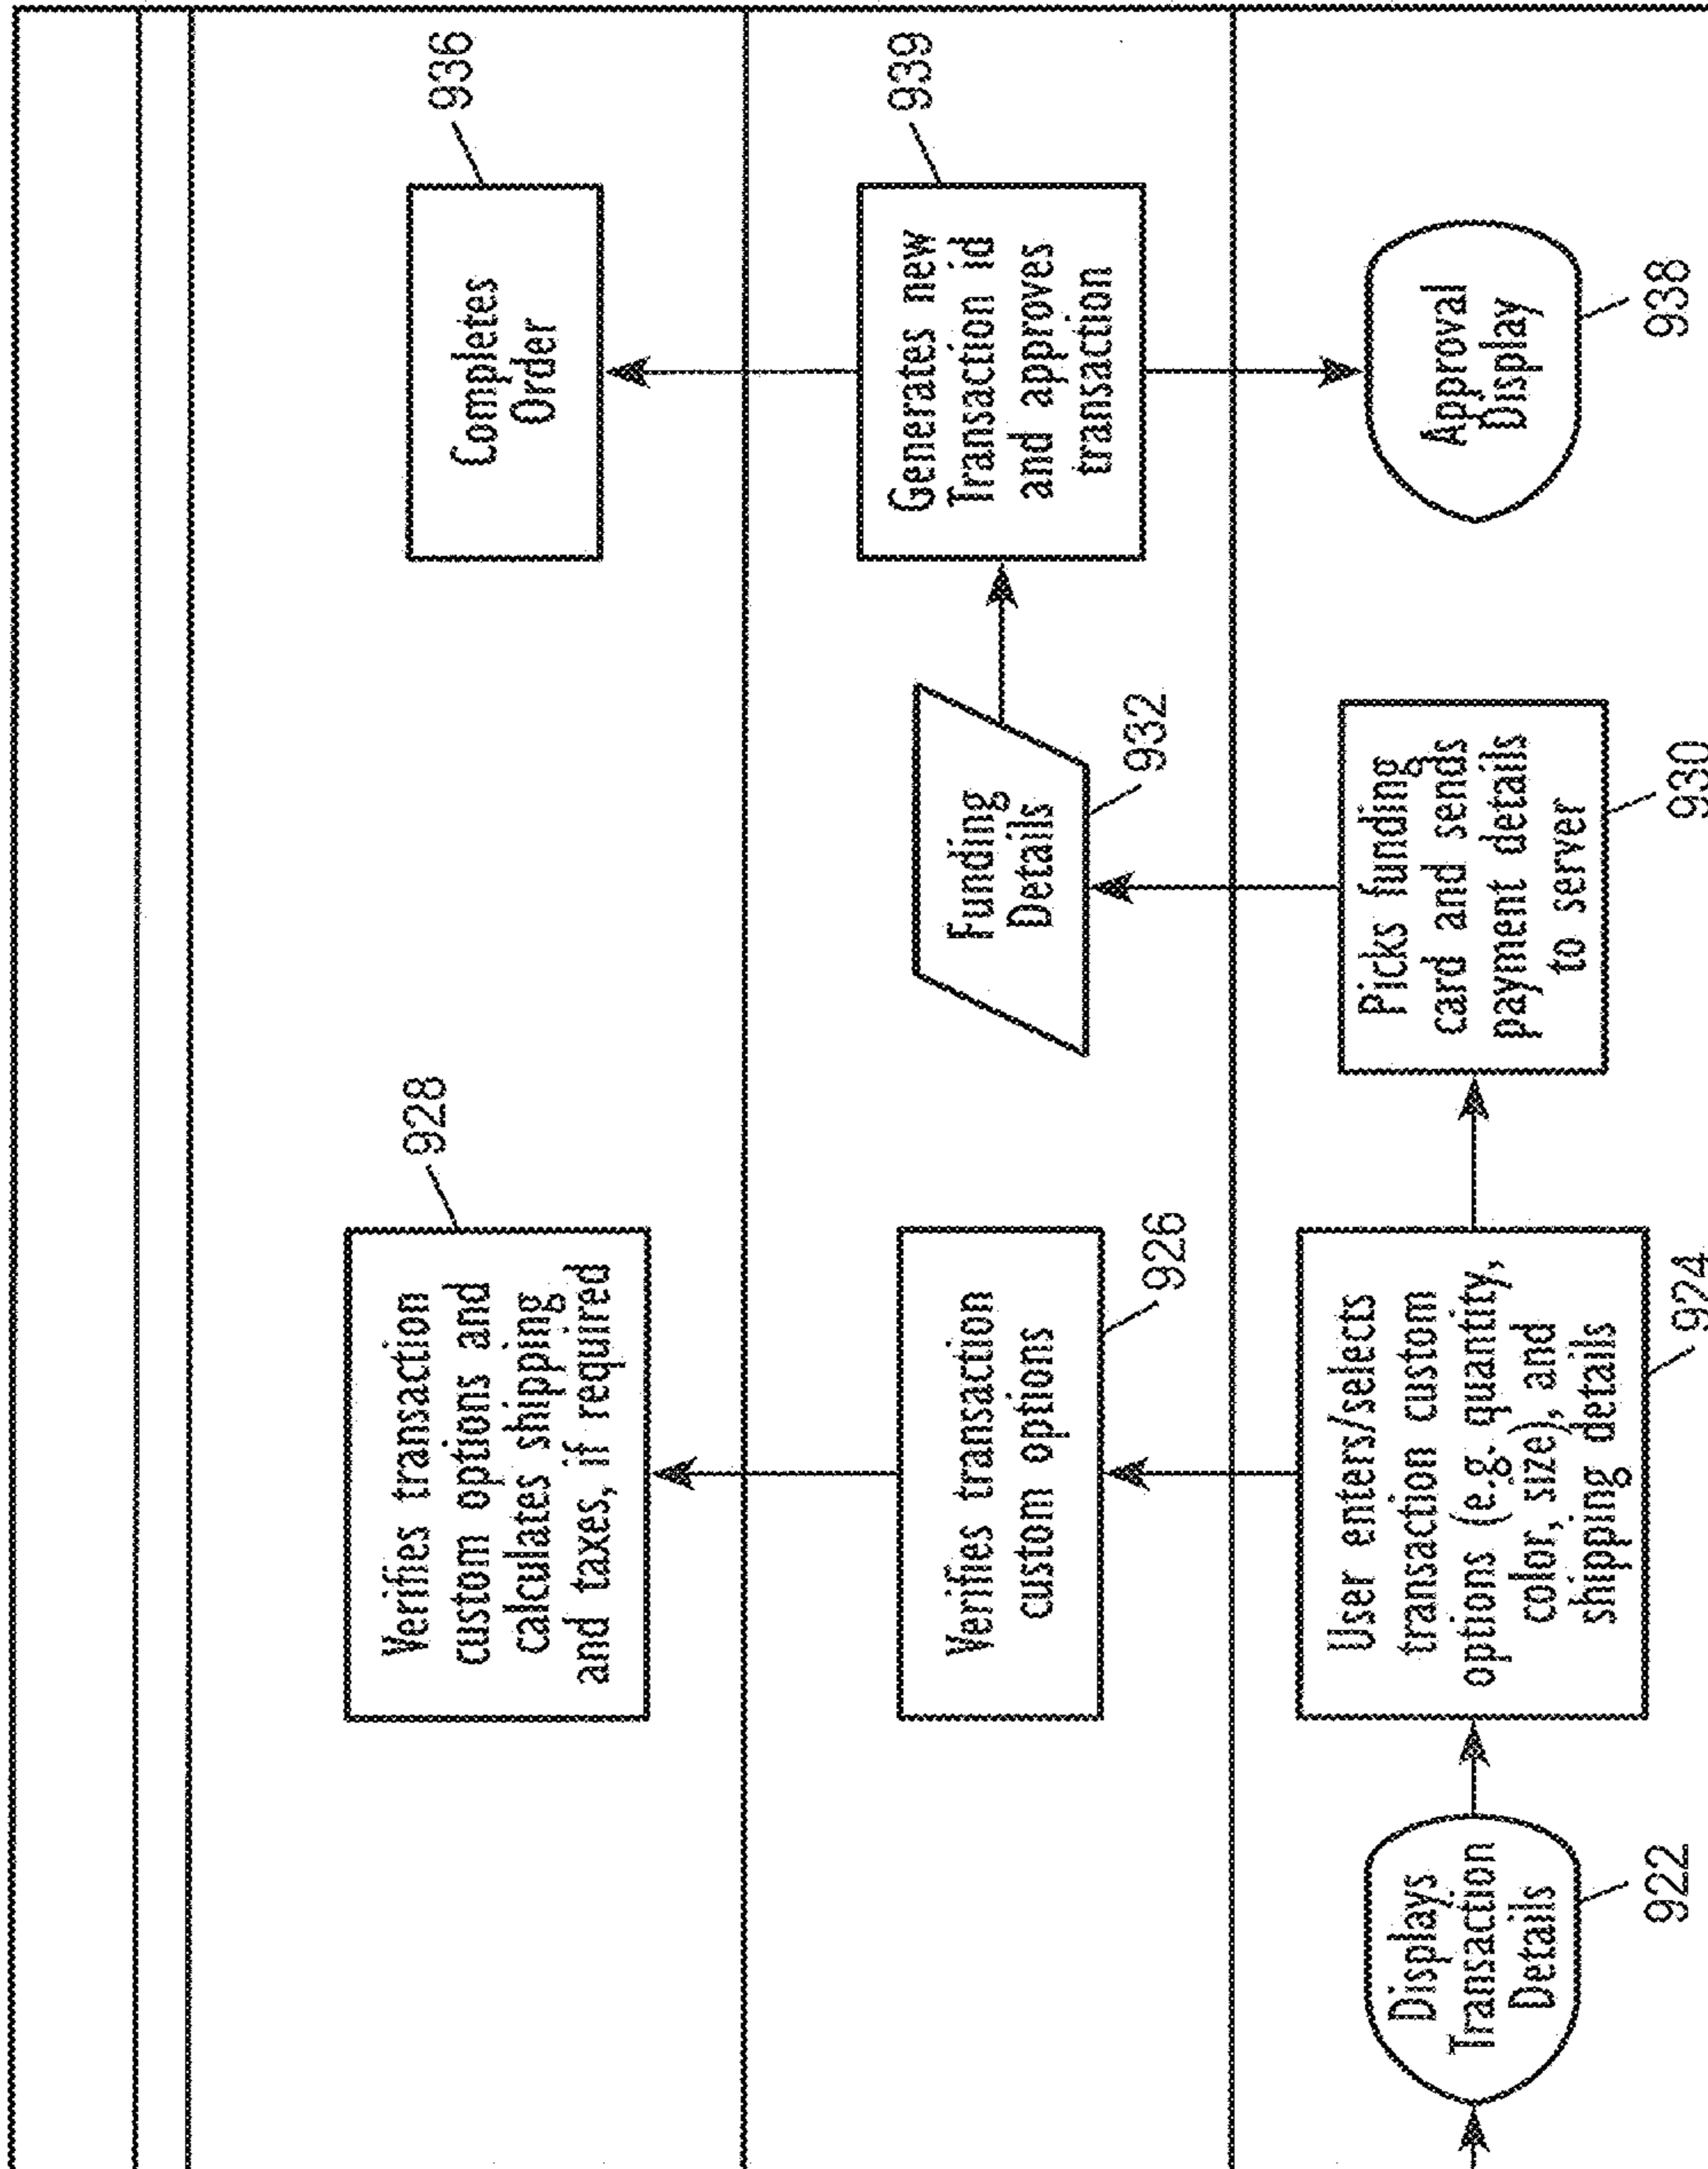 Verifies transaction
custom options and
calculates shipping
and taxes, if required
928
Completes
Order
936
Verifies transaction
custom options
926
Funding
Details
932
Generates new
Transaction id
and approves
transaction
939
Displays
Transaction
Details
922
User enters/selects
transaction custom
options (e.g. quantity,
color, size), and
shipping details
924
Picks funding
card and sends
payment details
to server
930
Approval
Display
938